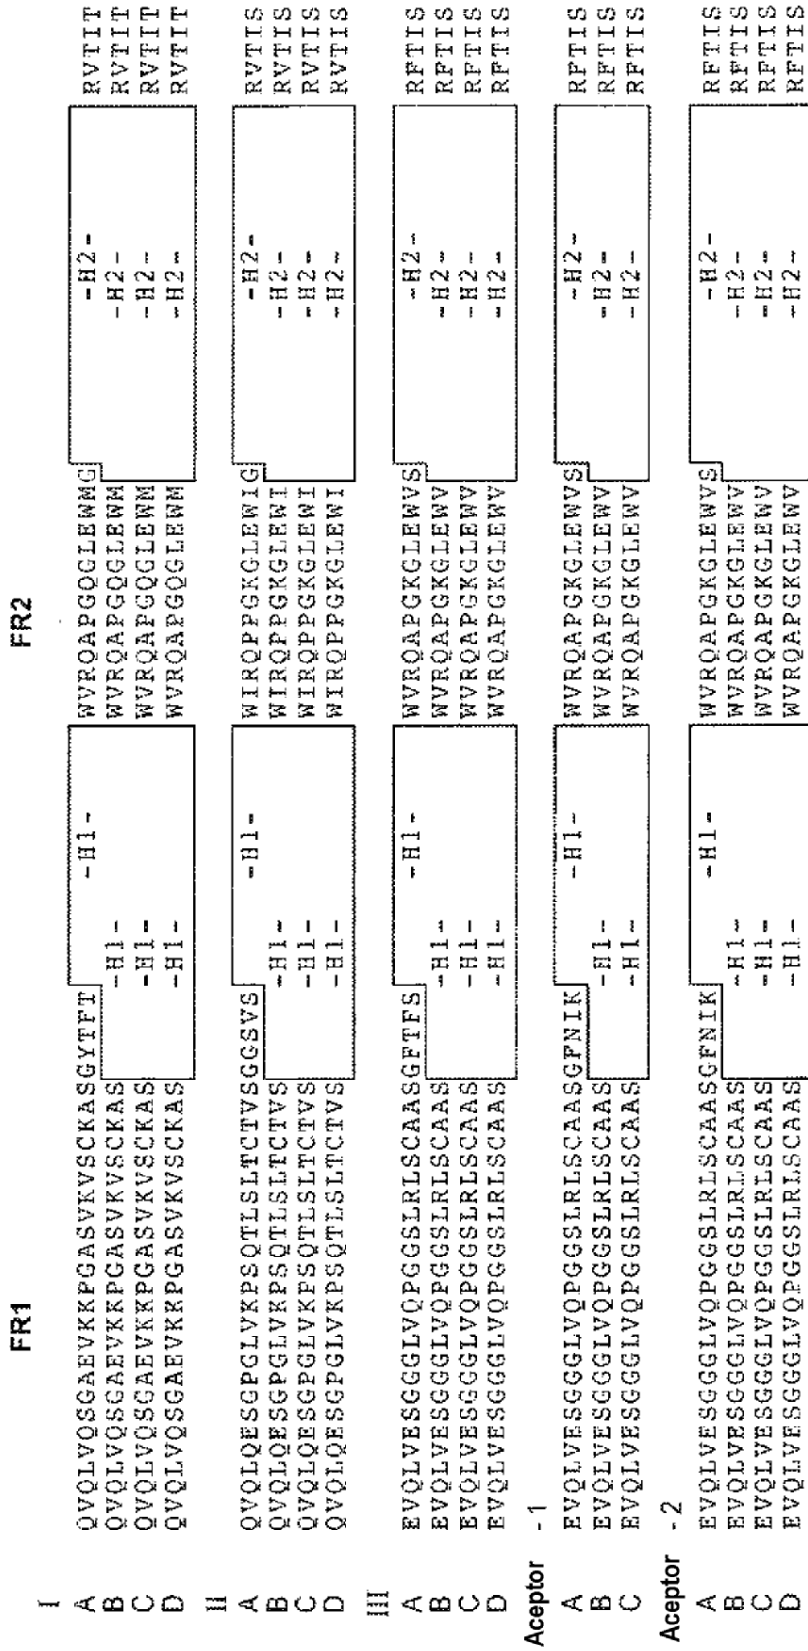 FR1 FR2
I
A QVQLVQSGAEVKKPGASVKVSCKASGYTFT -H1- WVRQAPGQGLEWMG -H2- RVTIT
B QVQLVQSGAEVKKPGASVKVSCKAS -H1- WVRQAPGQGLEWM -H2- RVTIT
C QVQLVQSGAEVKKPGASVKVSCKAS -H1- WVRQAPGQGLEWM -H2- RVTIT
D QVQLVQSGAEVKKPGASVKVSCKAS -H1- WVRQAPGQGLEWM -H2- RVTIT
II
A QVQLQESGPGLVKPSQTLSLTCTVSGGSVS -H1- WIRQPPGKGLEWIG -H2- RVTIS
B QVQLQESGPGLVKPSQTLSLTCTVS -H1- WIRQPPGKGLEWI -H2- RVTIS
C QVQLQESGPGLVKPSQTLSLTCTVS -H1- WIRQPPGKGLEWI -H2- RVTIS
D QVQLQESGPGLVKPSQTLSLTCTVS -H1- WIRQPPGKGLEWI -H2- RVTIS
III
A EVQLVESGGGLVQPGGSLRLSCAASGFTFS -H1- WVRQAPGKGLEWVS -H2- RFTIS
B EVQLVESGGGLVQPGGSLRLSCAAS -H1- WVRQAPGKGLEWV -H2- RFTIS
C EVQLVESGGGLVQPGGSLRLSCAAS -H1- WVRQAPGKGLEWV -H2- RFTIS
D EVQLVESGGGLVQPGGSLRLSCAAS -H1- WVRQAPGKGLEWV -H2- RFTIS
Aceptor - 1
A EVQLVESGGGLVQPGGSLRLSCAASGFNIK -H1- WVRQAPGKGLEWVS -H2- RFTIS
B EVQLVESGGGLVQPGGSLRLSCAAS -H1- WVRQAPGKGLEWV -H2- RFTIS
C EVQLVESGGGLVQPGGSLRLSCAAS -H1- WVRQAPGKGLEWV -H2- RFTIS
Aceptor - 2
A EVQLVESGGGLVQPGGSLRLSCAASGFNIK -H1- WVRQAPGKGLEWVS -H2- RFTIS
B EVQLVESGGGLVQPGGSLRLSCAAS -H1- WVRQAPGKGLEWV -H2- RFTIS
C EVQLVESGGGLVQPGGSLRLSCAAS -H1- WVRQAPGKGLEWV -H2- RFTIS
D EVQLVESGGGLVQPGGSLRLSCAAS -H1- WVRQAPGKGLEWV -H2- RFTIS